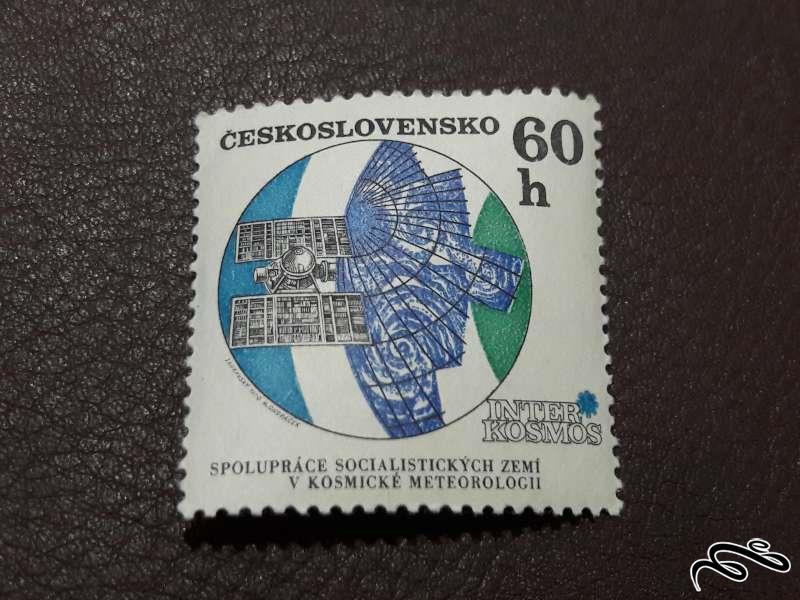 ČESKOSLOVENSKO
60
h
INTER
KOSMOS
SPOLUPRÁCE SOCIALISTICKÝCH ZEMÍ
V KOSMICKÉ METEOROLOGII